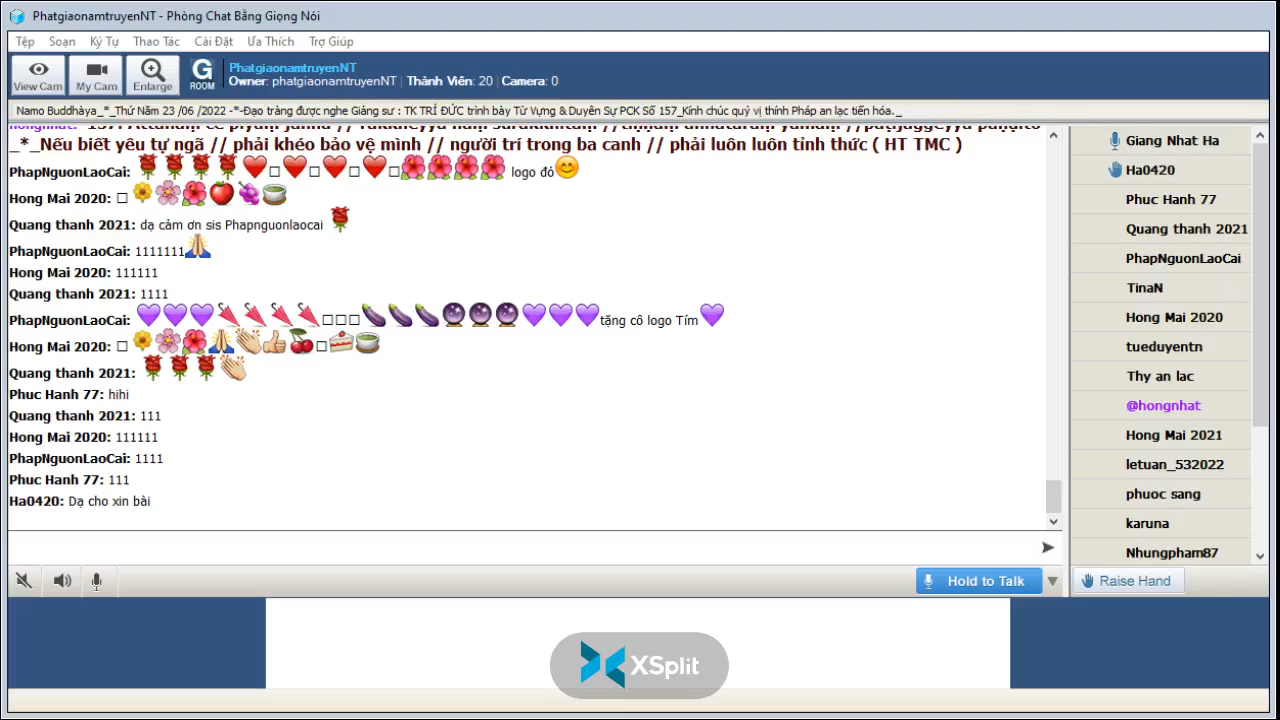 PhatgiaonamtruyenNT - Phòng Chat Bằng Giọng Nói
Tệp Soạn Ký Tự Thao Tác Cài Đặt Ưa Thích Trợ Giúp
View Cam My Cam Enlarge G ROOM
PhatgiaonamtruyenNT
Owner: phatgiaonamtruyenNT | Thành Viên: 20 | Camera: 0
Namo Buddhàya_*_Thứ Năm 23 /06 /2022 -*-Đạo tràng được nghe Giảng sư : TK TRÍ ĐỨC trình bày Từ Vựng & Duyên Sự PCK Số 157_Kính chúc quý vị thính Pháp an lạc tiến hóa._
_*_Nếu biết yêu tự ngã // phải khéo bảo vệ mình // người trí trong ba canh // phải luôn luôn tỉnh thức ( HT TMC )
PhapNguonLaoCai: logo đỏ
Hong Mai 2020:
Quang thanh 2021: dạ cảm ơn sis Phapnguonlaocai
PhapNguonLaoCai: 1111111
Hong Mai 2020: 111111
Quang thanh 2021: 1111
PhapNguonLaoCai: tặng cô logo Tím
Hong Mai 2020:
Quang thanh 2021:
Phuc Hanh 77: hihi
Quang thanh 2021: 111
Hong Mai 2020: 111111
PhapNguonLaoCai: 1111
Phuc Hanh 77: 111
Ha0420: Dạ cho xin bài
Giang Nhat Ha
Ha0420
Phuc Hanh 77
Quang thanh 2021
PhapNguonLaoCai
TinaN
Hong Mai 2020
tueduyentn
Thy an lac
@hongnhat
Hong Mai 2021
letuan_532022
phuoc sang
karuna
Nhungpham87
Hold to Talk
Raise Hand
XSplit